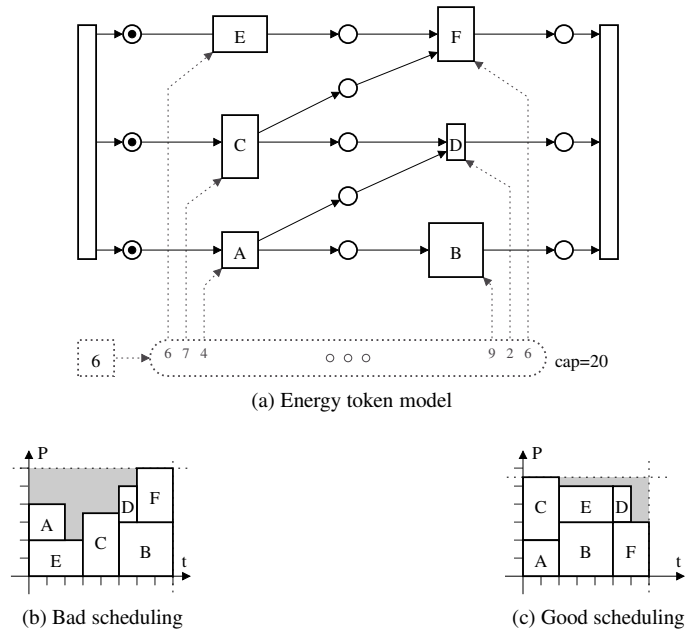 E F
C D
A B
6 6 7 4 9 2 6 cap=20
(a) Energy token model
P P
A E C D F B t C A E B D F t
(b) Bad scheduling (c) Good scheduling